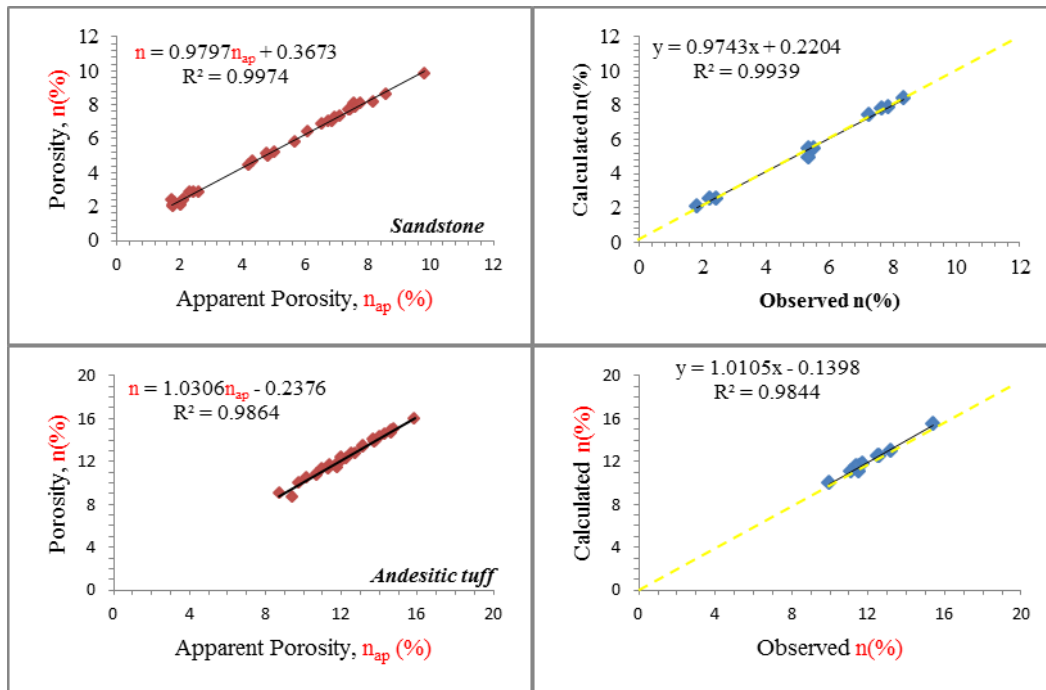 n = 0.9797nap + 0.3673
R² = 0.9974
Porosity, n(%)
12
10
8
6
4
2
0
Sandstone
0 2 4 6 8 10 12
Apparent Porosity, nap (%)
y = 0.9743x + 0.2204
R² = 0.9939
Calculated n(%)
12
10
8
6
4
2
0
0 2 4 6 8 10 12
Observed n(%)
n = 1.0306nap - 0.2376
R² = 0.9864
Porosity, n(%)
20
16
12
8
4
0
Andesitic tuff
0 4 8 12 16 20
Apparent Porosity, nap (%)
y = 1.0105x - 0.1398
R² = 0.9844
Calculated n(%)
20
16
12
8
4
0
0 4 8 12 16 20
Observed n(%)